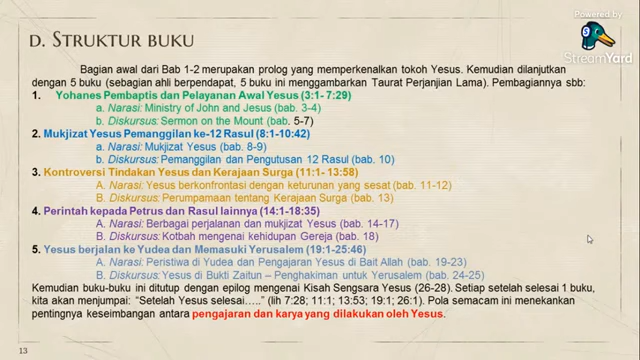 Powered by
StreamYard
D. STRUKTUR BUKU
Bagian awal dari Bab 1-2 merupakan prolog yang memperkenalkan tokoh Yesus. Kemudian dilanjutkan
dengan 5 buku (sebagian ahli berpendapat, 5 buku ini menggambarkan Taurat Perjanjian Lama). Pembagiannya sbb:
1. Yohanes Pembaptis dan Pelayanan Awal Yesus (3:1- 7:29)
a. Narasi: Ministry of John and Jesus (bab. 3-4)
b. Diskursus: Sermon on the Mount (bab. 5-7)
2. Mukjizat Yesus Pemanggilan ke-12 Rasul (8:1-10:42)
a. Narasi: Mukjizat Yesus (bab. 8-9)
b. Diskursus: Pemanggilan dan Pengutusan 12 Rasul (bab. 10)
3. Kontroversi Tindakan Yesus dan Kerajaan Surga (11:1- 13:58)
A. Narasi: Yesus berkonfrontasi dengan keturunan yang sesat (bab. 11-12)
B. Diskursus: Perumpamaan tentang Kerajaan Surga (bab. 13)
4. Perintah kepada Petrus dan Rasul lainnya (14:1-18:35)
A. Narasi: Berbagai perjalanan dan mukjizat Yesus (bab. 14-17)
B. Diskursus: Kotbah mengenai kehidupan Gereja (bab. 18)
5. Yesus berjalan ke Yudea dan Memasuki Yerusalem (19:1-25:46)
A. Narasi: Peristiwa di Yudea dan Pengajaran Yesus di Bait Allah (bab. 19-23)
B. Diskursus: Yesus di Bukti Zaitun – Penghakiman untuk Yerusalem (bab. 24-25)
Kemudian buku-buku ini ditutup dengan epilog mengenai Kisah Sengsara Yesus (26-28). Setiap setelah selesai 1 buku,
kita akan menjumpai: “Setelah Yesus selesai…..” (lih 7:28; 11:1; 13:53; 19:1; 26:1). Pola semacam ini menekankan
pentingnya keseimbangan antara pengajaran dan karya yang dilakukan oleh Yesus.
13